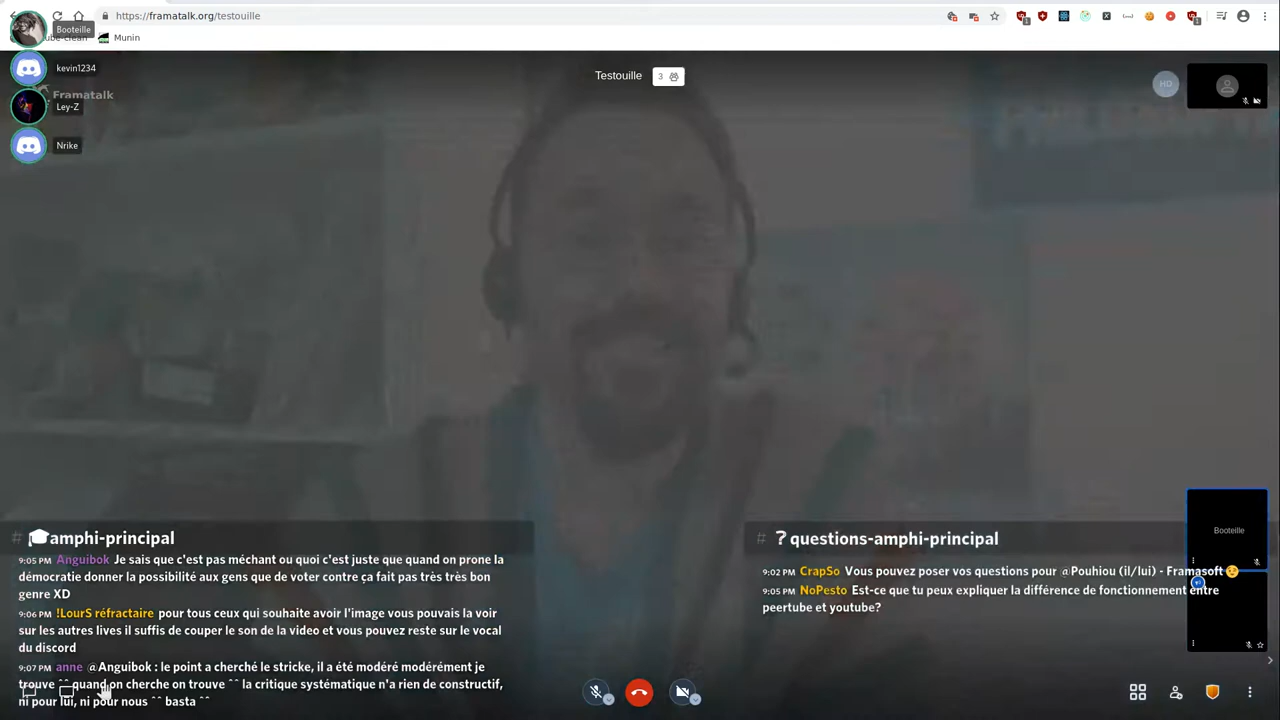 https://framatalk.org/testouille
Booteille
Munin
kevin1234
Framatalk
Ley-Z
Nrike
Testouille
3
HD
# 🎓amphi-principal
9:05 PM Anguibok Je sais que c'est pas méchant ou quoi c'est juste que quand on prone la
démocratie donner la possibilité aux gens que de voter contre ça fait pas très très bon
genre XD
9:06 PM !LourS réfractaire pour tous ceux qui souhaite avoir l'image vous pouvais la voir
sur les autres lives il suffis de couper le son de la video et vous pouvez reste sur le vocal
du discord
9:07 PM anne @Anguibok : le point a cherché le stricke, il a été modéré modérément je
trouve ^^ quand on cherche on trouve ^^ la critique systématique n'a rien de constructif,
ni pour lui, ni pour nous ^^ basta ^^
# ❔questions-amphi-principal
9:02 PM CrapSo Vous pouvez poser vos questions pour @Pouhiou (il/lui) - Framasoft
9:05 PM NoPesto Est-ce que tu peux expliquer la différence de fonctionnement entre
peertube et youtube?
Booteille